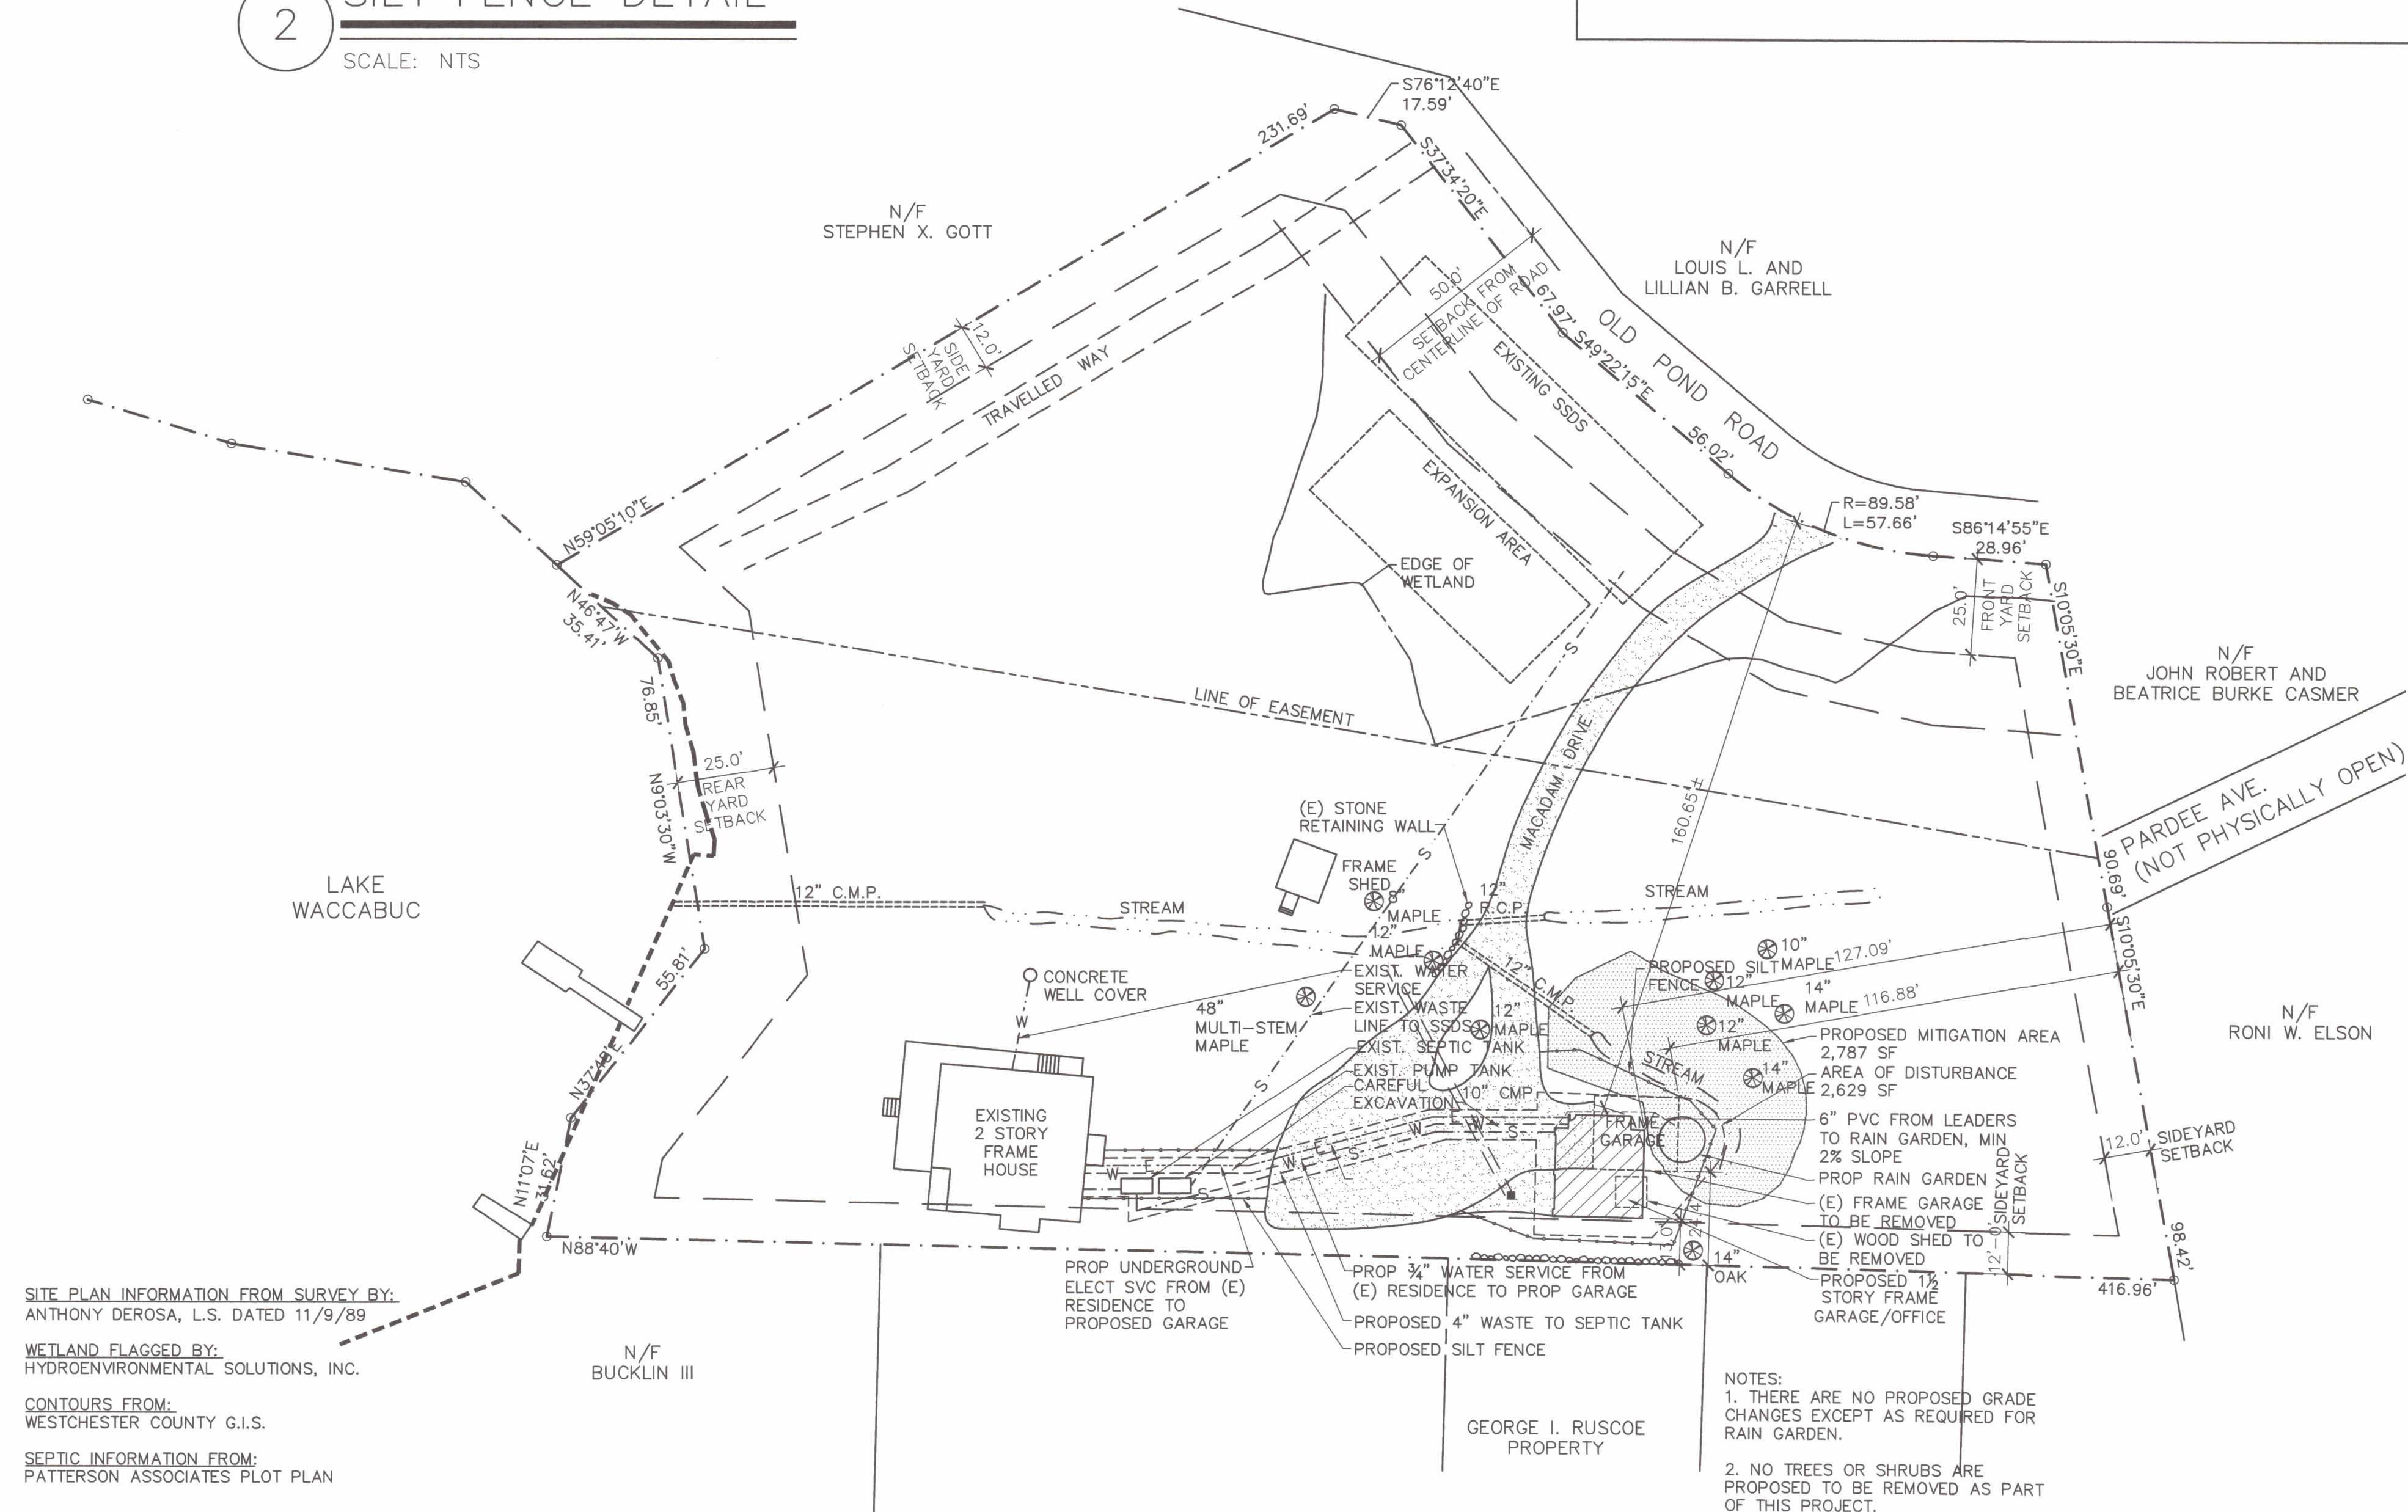 2
SILT FENCE DETAIL
SCALE: NTS
S76°12'40"E
17.59'
231.69'
S37°34'20"E
N/F
STEPHEN X. GOTT
N/F
LOUIS L. AND
LILLIAN B. GARRELL
50.0'
SETBACK FROM
CENTERLINE OF ROAD
67.97'
S49°22'15"E
OLD POND ROAD
12.0'
SIDE
YARD
SETBACK
TRAVELLED WAY
EXISTING SSDS
56.02'
EXPANSION AREA
R=89.58'
L=57.66'
S86°14'55"E
28.96'
N59°05'10"E
EDGE OF
WETLAND
25.0'
FRONT
YARD
SETBACK
S10°05'30"E
N46°47'W
35.41'
N/F
JOHN ROBERT AND
BEATRICE BURKE CASMER
76.85'
LINE OF EASEMENT
S
MACADAM DRIVE
25.0'
REAR
YARD
SETBACK
N9°03'30"W
PARDEE AVE.
(NOT PHYSICALLY OPEN)
160.65'±
(E) STONE
RETAINING WALL
S
90.69'
FRAME
SHED
8"
MAPLE
12"
R.C.P.
STREAM
LAKE
WACCABUC
12" C.M.P.
STREAM
S10°05'30"E
12"
MAPLE
10"
MAPLE
127.09'
55.81'
CONCRETE
WELL COVER
EXIST. WATER
SERVICE
12" C.M.P.
PROPOSED SILT
FENCE
12"
MAPLE
14"
MAPLE
116.88'
48"
MULTI-STEM
MAPLE
EXIST. WASTE
LINE TO SSDS
12"
MAPLE
12"
MAPLE
N/F
RONI W. ELSON
W
EXIST. SEPTIC TANK
PROPOSED MITIGATION AREA
2,787 SF
N37°48'E
EXIST. PUMP TANK
STREAM
14"
MAPLE
AREA OF DISTURBANCE
2,629 SF
S
CAREFUL
EXCAVATION
10" CMP
EXISTING
2 STORY
FRAME
HOUSE
FRAME
GARAGE
6" PVC FROM LEADERS
TO RAIN GARDEN, MIN
2% SLOPE
W
E
W
S
E
W
S
12.0'
SIDEYARD
SETBACK
N11°07'E
31.62'
W
E
S
PROP RAIN GARDEN
(E) FRAME GARAGE
TO BE REMOVED
12'-0"
SIDEYARD
SETBACK
(E) WOOD SHED TO
BE REMOVED
N88°40'W
98.42'
14"
OAK
PROP UNDERGROUND
ELECT SVC FROM (E)
RESIDENCE TO
PROPOSED GARAGE
PROP ¾" WATER SERVICE FROM
(E) RESIDENCE TO PROP GARAGE
PROPOSED 1½
STORY FRAME
GARAGE/OFFICE
416.96'
PROPOSED 4" WASTE TO SEPTIC TANK
PROPOSED SILT FENCE
SITE PLAN INFORMATION FROM SURVEY BY:
ANTHONY DEROSA, L.S. DATED 11/9/89
WETLAND FLAGGED BY:
HYDROENVIRONMENTAL SOLUTIONS, INC.
CONTOURS FROM:
WESTCHESTER COUNTY G.I.S.
SEPTIC INFORMATION FROM:
PATTERSON ASSOCIATES PLOT PLAN
N/F
BUCKLIN III
GEORGE I. RUSCOE
PROPERTY
NOTES:
1. THERE ARE NO PROPOSED GRADE
CHANGES EXCEPT AS REQUIRED FOR
RAIN GARDEN.
2. NO TREES OR SHRUBS ARE
PROPOSED TO BE REMOVED AS PART
OF THIS PROJECT.